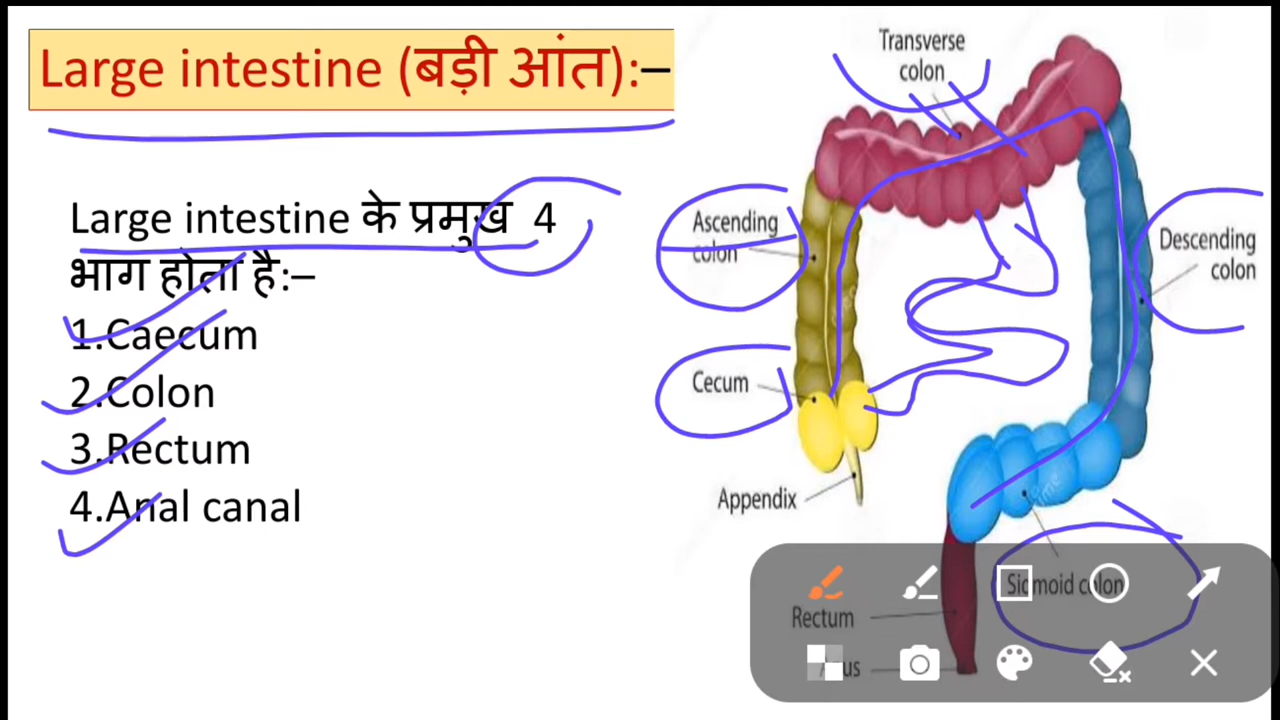 Large intestine (बड़ी आंत):–
Large intestine के प्रमुख 4
भाग होता है:–
1.Caecum
2.Colon
3.Rectum
4.Anal canal
Transverse
colon
Ascending
colon
Descending
colon
Cecum
Appendix
Sigmoid colon
Rectum